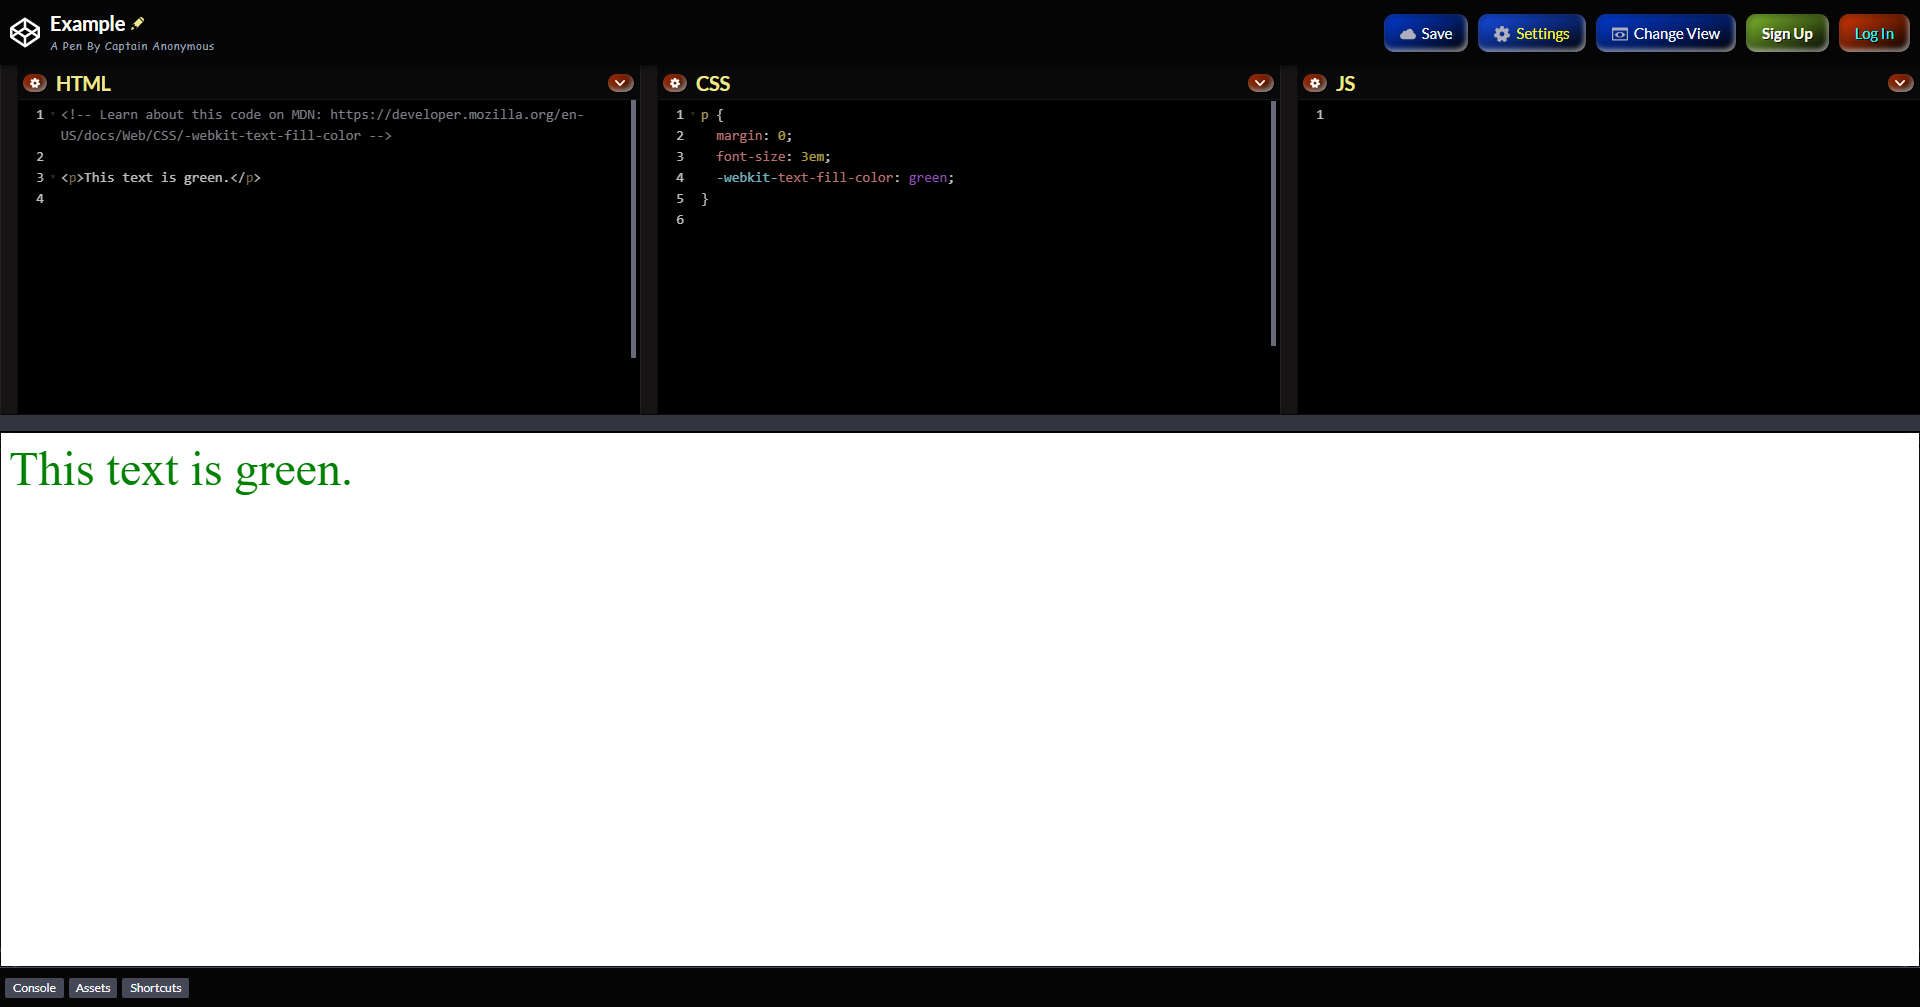 Example
A Pen By Captain Anonymous
Save
Settings
Change View
Sign Up
Log In
HTML
1 <!-- Learn about this code on MDN: https://developer.mozilla.org/en-
US/docs/Web/CSS/-webkit-text-fill-color -->
2
3 <p>This text is green.</p>
4
CSS
1 p {
2 margin: 0;
3 font-size: 3em;
4 -webkit-text-fill-color: green;
5 }
6
JS
1
This text is green.
Console
Assets
Shortcuts